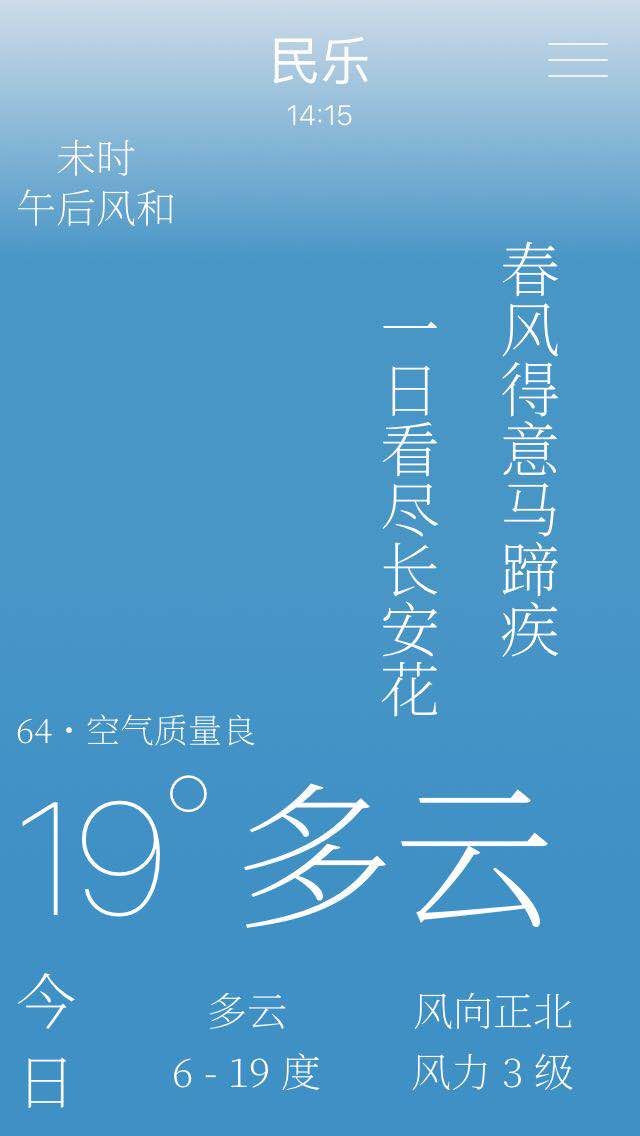 民乐
14:15
未时
午后风和
春风得意马蹄疾
一日看尽长安花
64·空气质量良
19° 多云
今日
多云
6 - 19 度
风向正北
风力 3 级